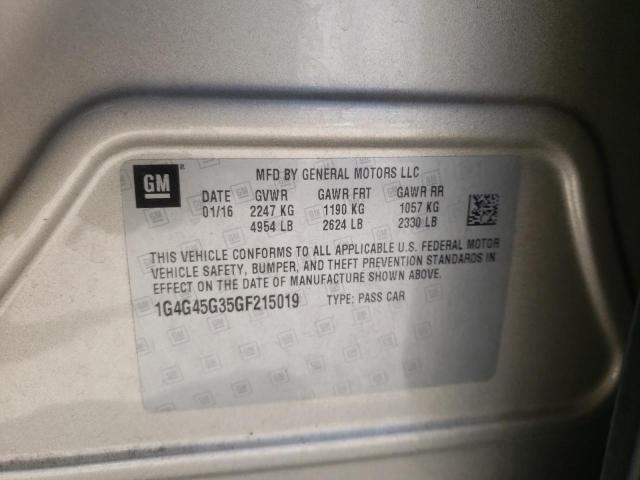 GM
MFD BY GENERAL MOTORS LLC
DATE GVWR GAWR FRT GAWR RR
01/16 2247 KG 1190 KG 1057 KG
4954 LB 2624 LB 2330 LB
THIS VEHICLE CONFORMS TO ALL APPLICABLE U.S. FEDERAL MOTOR
VEHICLE SAFETY, BUMPER, AND THEFT PREVENTION STANDARDS IN
EFFECT ON THE DATE OF MANUFACTURE SHOWN ABOVE.
1G4G45G35GF215019 TYPE: PASS CAR